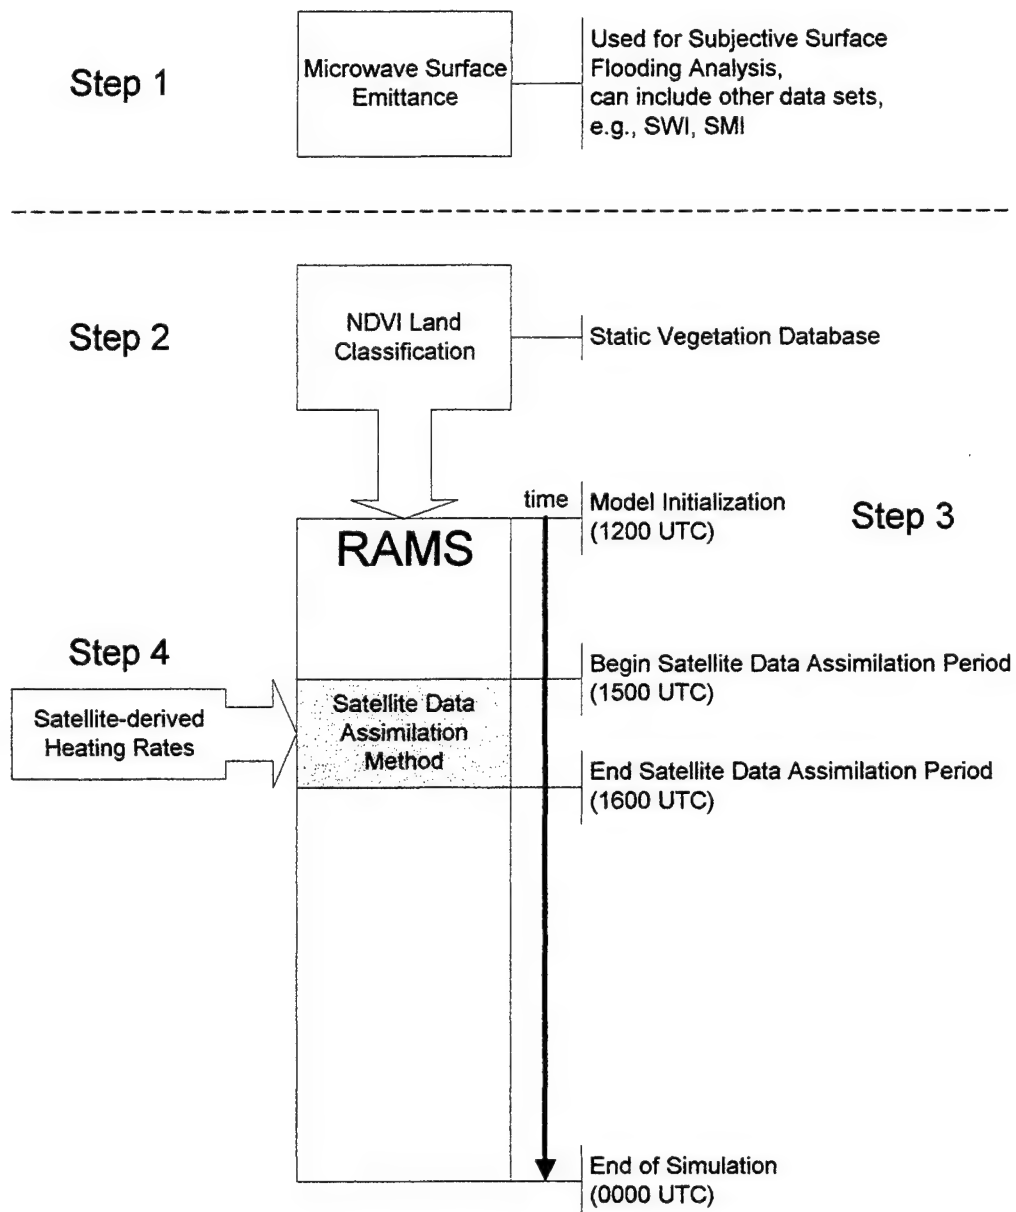 Step 1
Microwave Surface
Emittance
Used for Subjective Surface
Flooding Analysis,
can include other data sets,
e.g., SWI, SMI
Step 2
NDVI Land
Classification
Static Vegetation Database
time
Model Initialization
(1200 UTC)
Step 3
RAMS
Step 4
Satellite-derived
Heating Rates
Satellite Data
Assimilation
Method
Begin Satellite Data Assimilation Period
(1500 UTC)
End Satellite Data Assimilation Period
(1600 UTC)
End of Simulation
(0000 UTC)